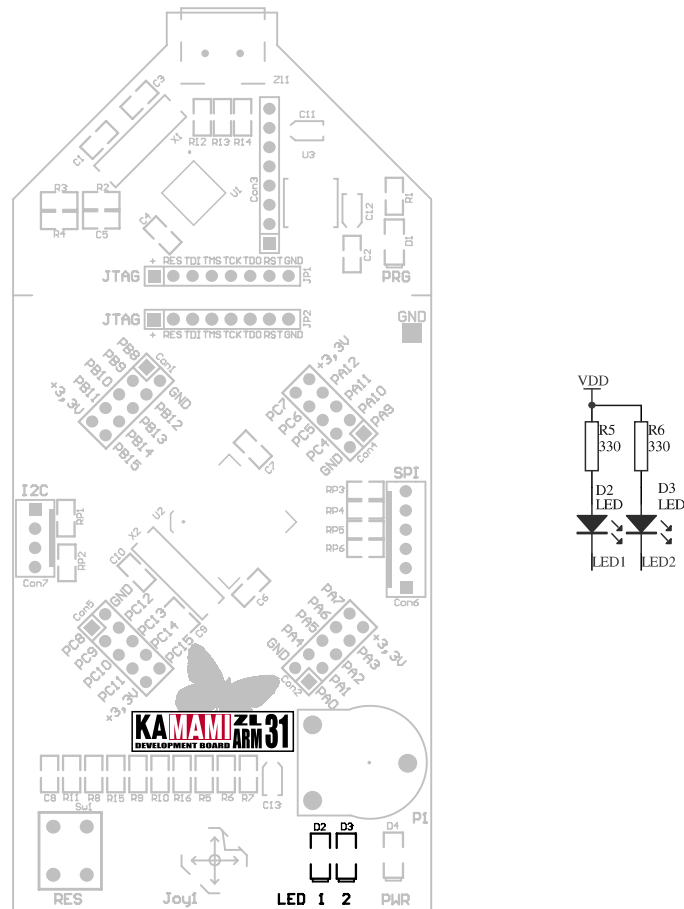 Z11
C3
C1
X1
R12 R13 R14
C11
U3
U1
Con3
R3 R2
R4 C5
C4
C12
C2
R1
D1
PRG
+ RES TDI TMS TCK TDO RST GND
JTAG JP1
JTAG JP2
+ RES TDI TMS TCK TDO RST GND
GND
PB8
PB9
PB10
PB11
+3,3V
Con1
GND
PB12
PB13
PB14
PB15
+3,3V
PA12
PA11
PA10
PA9
PC7
PC6
PC5
PC4
GND
Con4
C7
SPI
RP3
RP4
RP5
RP6
Con6
I2C
RP1
RP2
Con7
X2
U2
C10
C6
C9
Con5
GND
PC12
PC13
PC14
PC15
PC8
PC9
PC10
PC11
+3,3V
PA7
PA6
PA5
PA4
GND
+3,3V
PA3
PA2
PA1
PA0
Con2
KAMAMI ZL
DEVELOPMENT BOARD ARM 31
C8 R11 R8 R15 R9 R10 R16 R5 R6 R7 C13
P1
Sw1
RES
Joy1
D2 D3 D4
LED 1 2 PWR
VDD
R5 R6
330 330
D2 D3
LED LED
LED1 LED2